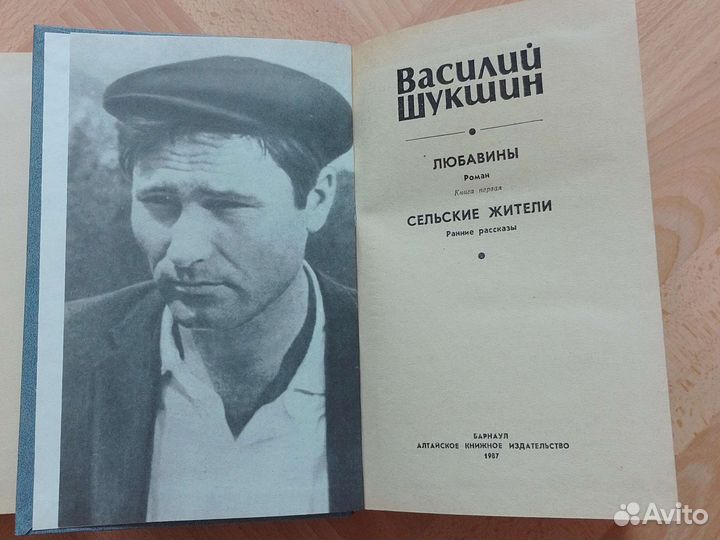 Василий
Шукшин
ЛЮБАВИНЫ
Роман
Книга первая
СЕЛЬСКИЕ ЖИТЕЛИ
Ранние рассказы
БАРНАУЛ
АЛТАЙСКОЕ КНИЖНОЕ ИЗДАТЕЛЬСТВО
1987
Avito